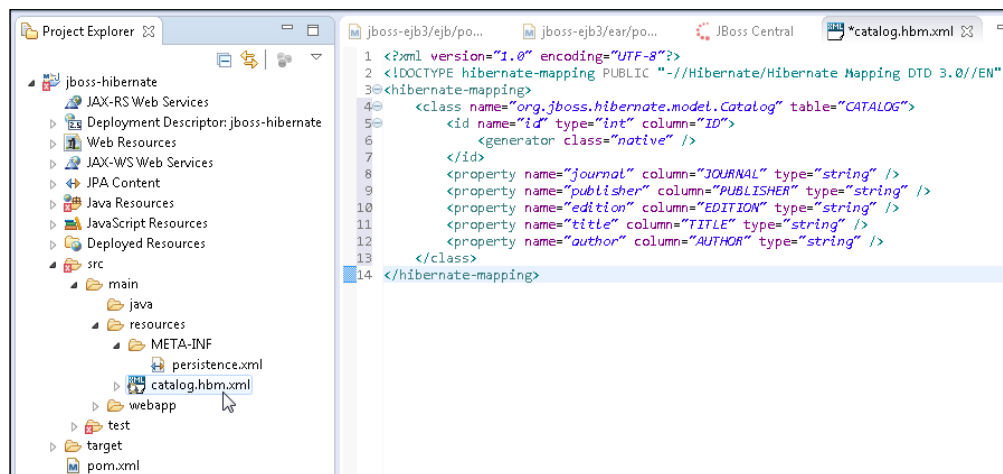 Project Explorer
jboss-hibernate
JAX-RS Web Services
Deployment Descriptor: jboss-hibernate
Web Resources
JAX-WS Web Services
JPA Content
Java Resources
JavaScript Resources
Deployed Resources
src
main
java
resources
META-INF
persistence.xml
catalog.hbm.xml
webapp
test
target
pom.xml
jboss-ejb3/ejb/po... jboss-ejb3/ear/po... JBoss Central *catalog.hbm.xml
1 <?xml version="1.0" encoding="UTF-8"?>
2 <!DOCTYPE hibernate-mapping PUBLIC "-//Hibernate/Hibernate Mapping DTD 3.0//EN"
3 <hibernate-mapping>
4 <class name="org.jboss.hibernate.model.Catalog" table="CATALOG">
5 <id name="id" type="int" column="ID">
6 <generator class="native" />
7 </id>
8 <property name="journal" column="JOURNAL" type="string" />
9 <property name="publisher" column="PUBLISHER" type="string" />
10 <property name="edition" column="EDITION" type="string" />
11 <property name="title" column="TITLE" type="string" />
12 <property name="author" column="AUTHOR" type="string" />
13 </class>
14 </hibernate-mapping>